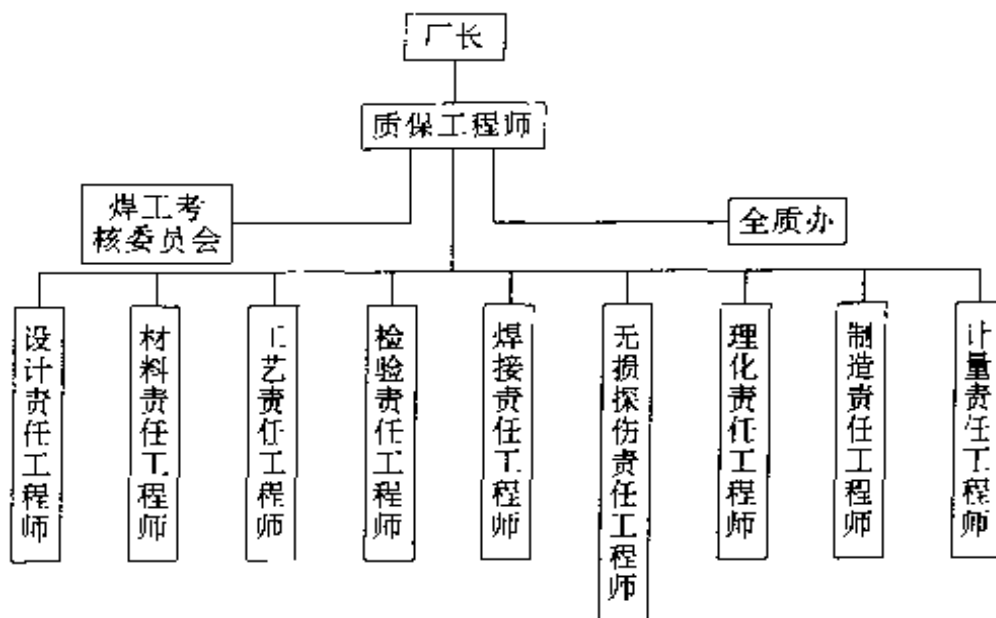 厂长
质保工程师
焊工考
核委员会
全质办
设计责任工程师
材料责任工程师
工艺责任工程师
检验责任工程师
焊接责任工程师
无损探伤责任工程师
理化责任工程师
制造责任工程师
计量责任工程师